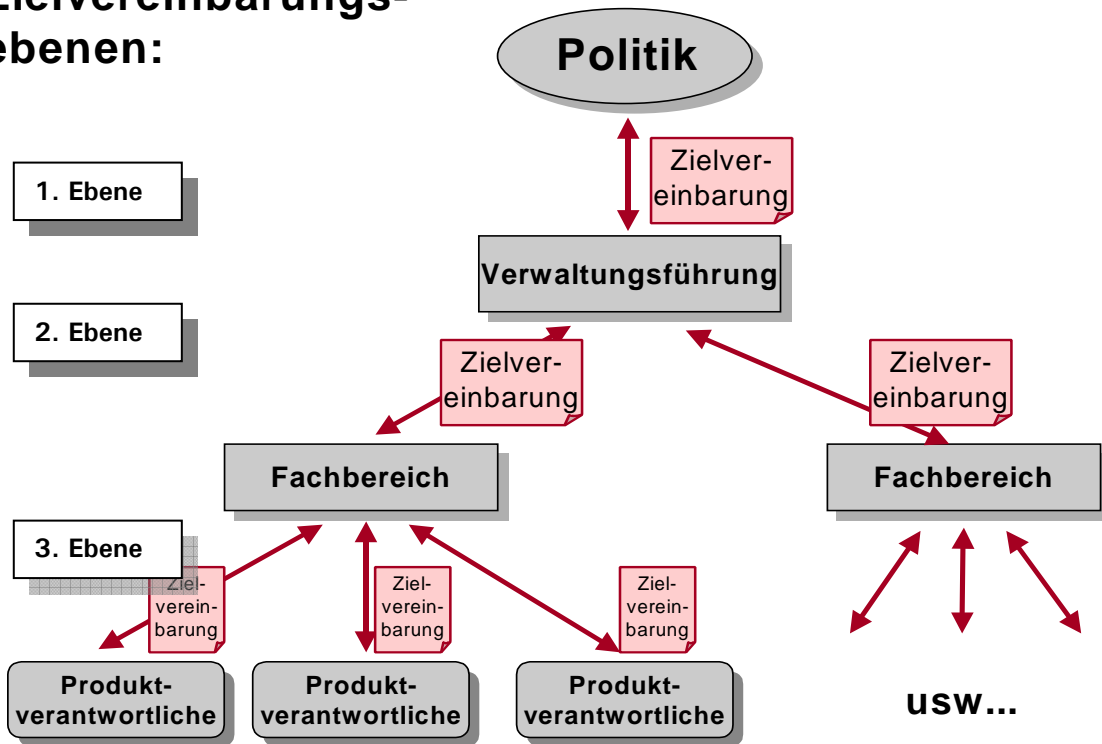 Zielvereinbarungs-
ebenen:
Politik
Zielver-
einbarung
1. Ebene
Verwaltungsführung
2. Ebene
Zielver-
einbarung
Zielver-
einbarung
Fachbereich
Fachbereich
3. Ebene
Ziel-
verein-
barung
Ziel-
verein-
barung
Ziel-
verein-
barung
Produkt-
verantwortliche
Produkt-
verantwortliche
Produkt-
verantwortliche
usw...